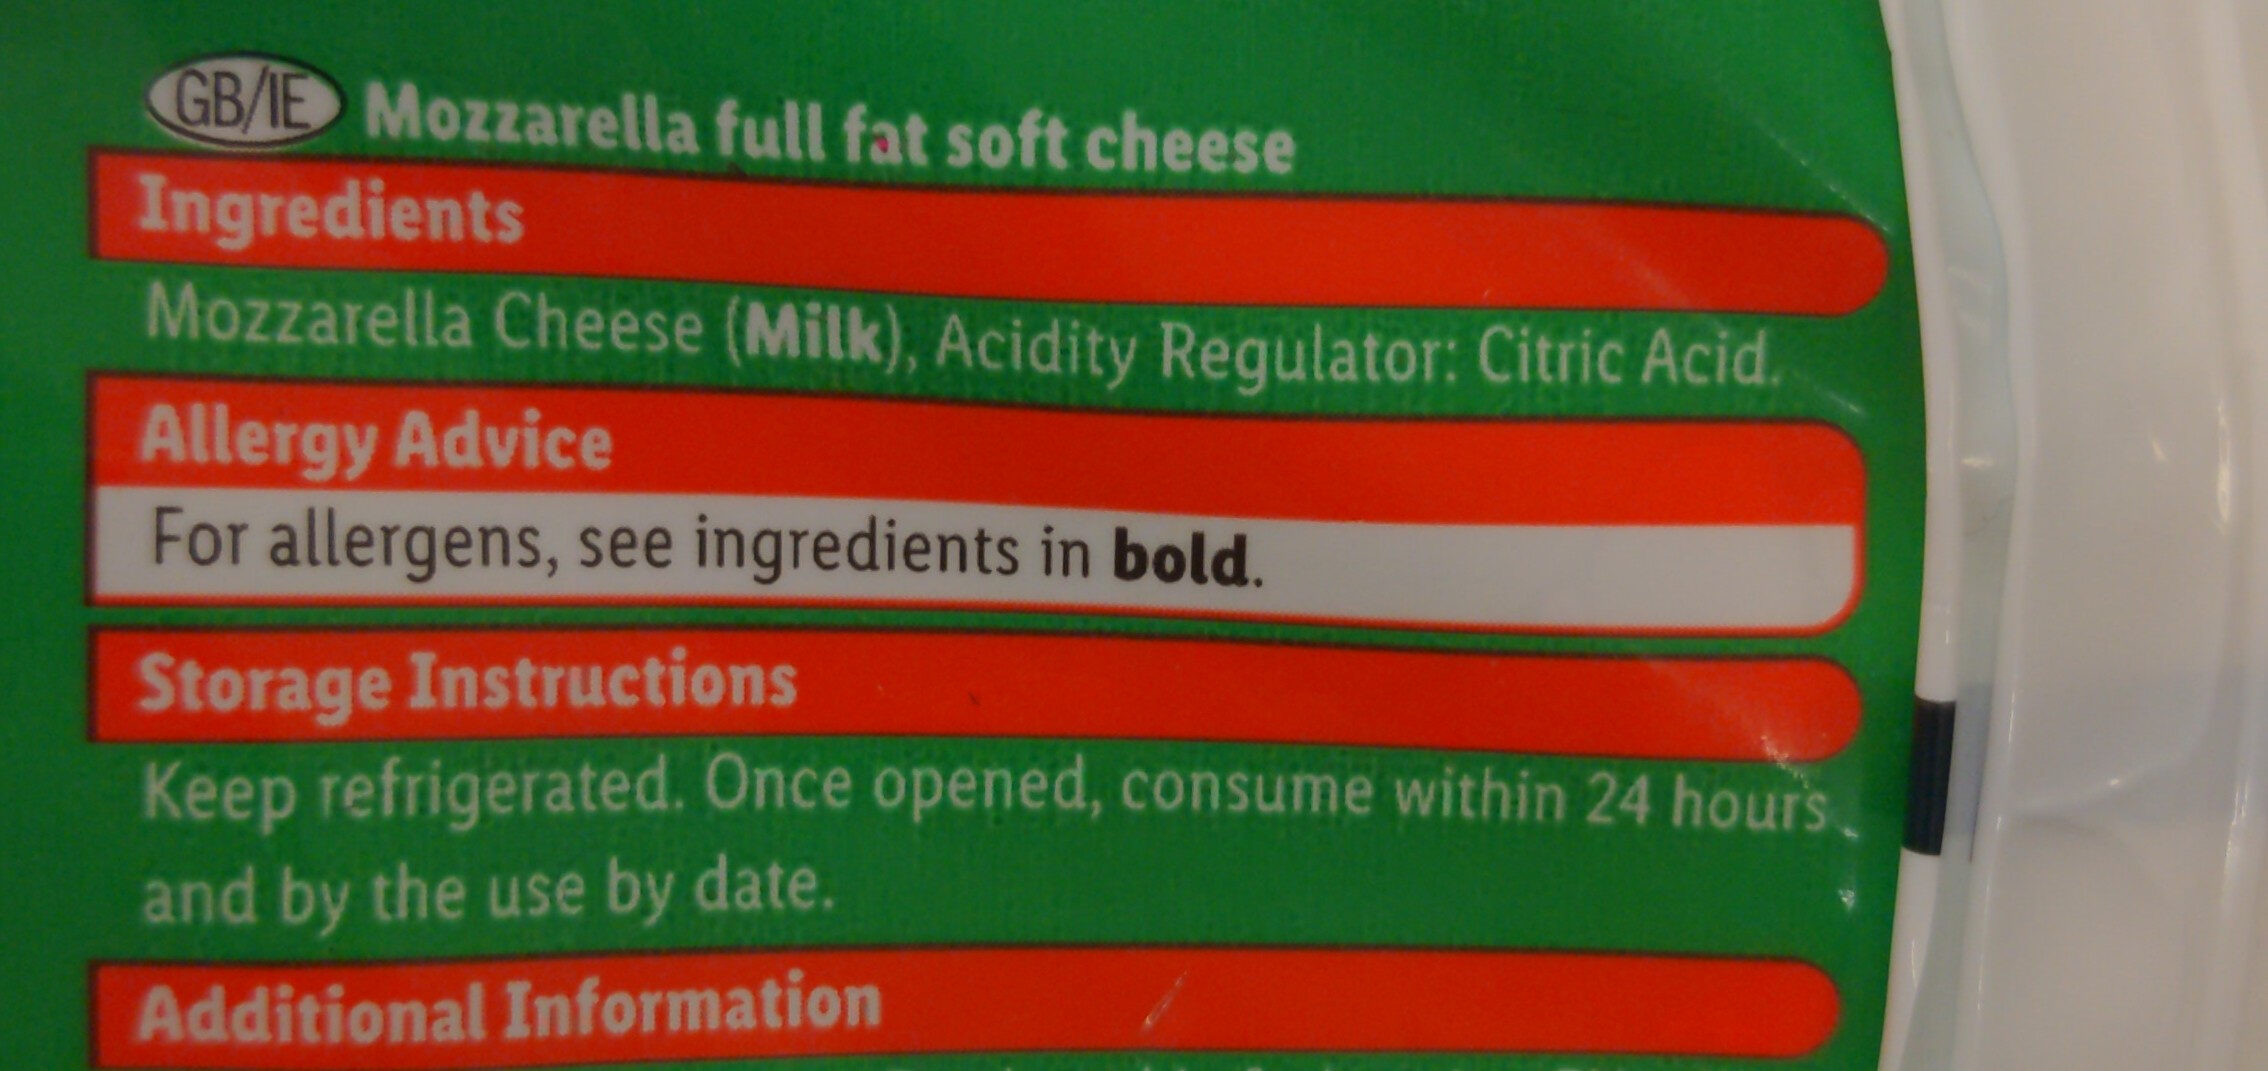 GB/IE Mozzarella full fat soft cheese
Ingredients
Mozzarella Cheese (Milk), Acidity Regulator: Citric Acid.
Allergy Advice
For allergens, see ingredients in bold.
Storage Instructions
Keep refrigerated. Once opened, consume within 24 hours
and by the use by date.
Additional Information